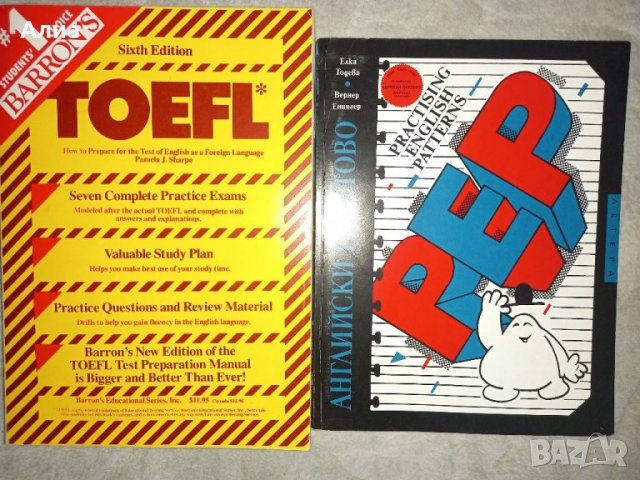 Алиа
#1
STUDENTS' CHOICE
BARRON'S
Sixth Edition
TOEFL*
How to Prepare for the Test of English as a Foreign Language
Pamela J. Sharpe
Seven Complete Practice Exams
Modeled after the actual TOEFL and complete with
answers and explanations.
Valuable Study Plan
Helps you make best use of your study time.
Practice Questions and Review Material
Drills to help you gain fluency in the English language.
Barron's New Edition of the
TOEFL Test Preparation Manual
is Bigger and Better Than Ever!
Barron's Educational Series, Inc. $11.95
Елка
Тодева
Вернер
Енингер
АНГЛИЙСКИ
ТОВО
PRACTISING
ENGLISH
PATTERNS
PEP
ЛЕТЕРА
BAZAR